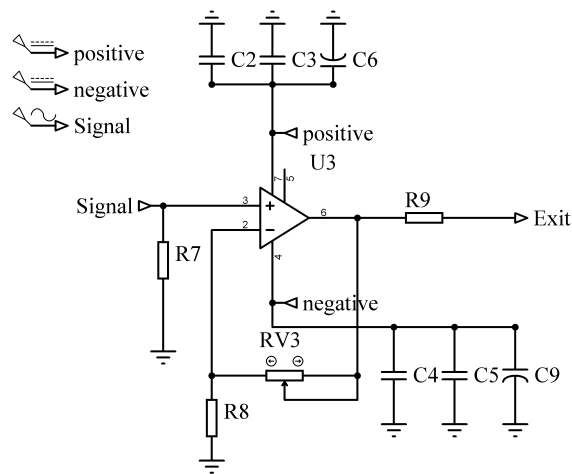 C2 C3 C6
positive
negative
Signal
positive
U3
7 5
Signal 3 + 6 R9 Exit
2 −
R7
4
negative
RV3
C4 C5 C9
R8